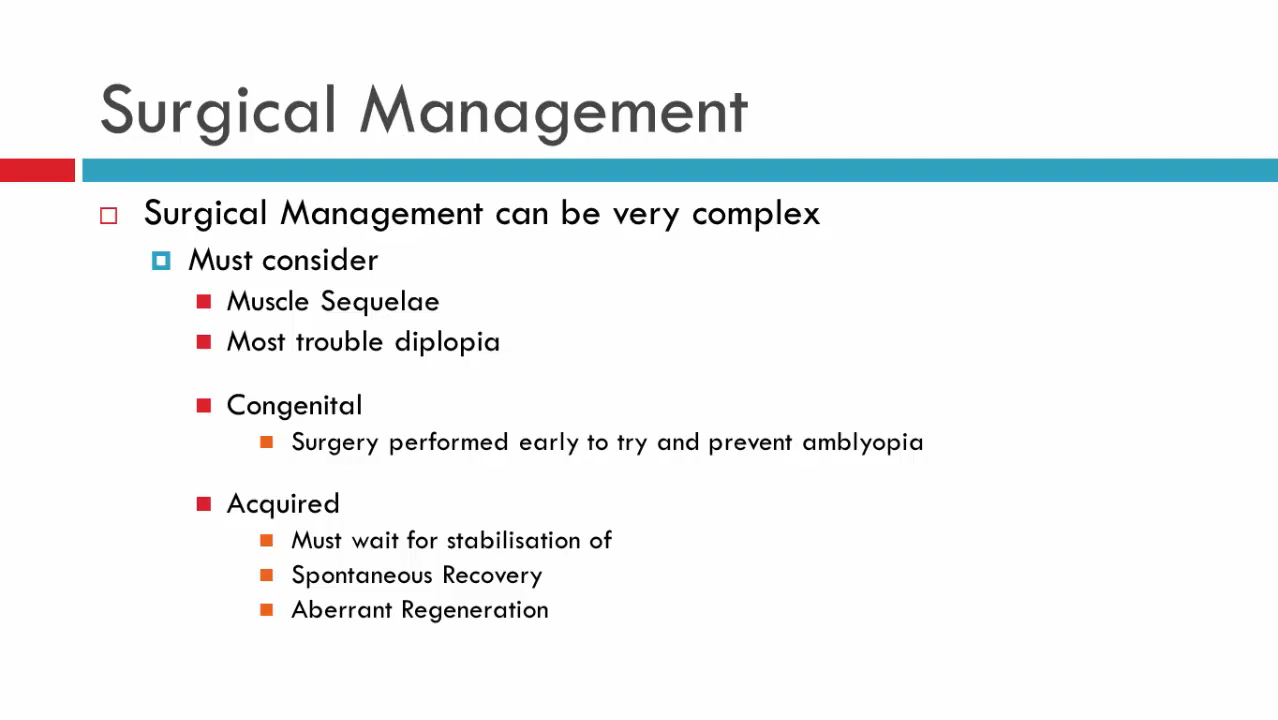 Surgical Management
Surgical Management can be very complex
Must consider
Muscle Sequelae
Most trouble diplopia
Congenital
Surgery performed early to try and prevent amblyopia
Acquired
Must wait for stabilisation of
Spontaneous Recovery
Aberrant Regeneration